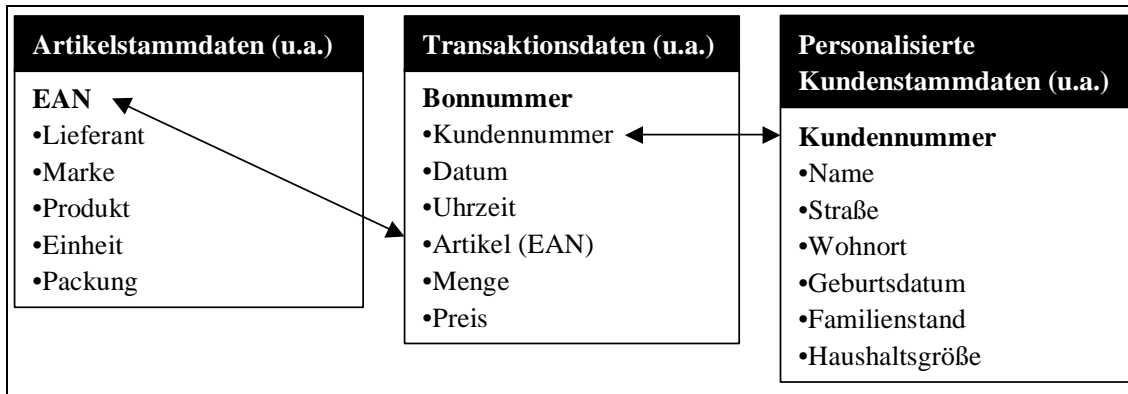 Artikelstammdaten (u.a.)
EAN
•Lieferant
•Marke
•Produkt
•Einheit
•Packung
Transaktionsdaten (u.a.)
Bonnummer
•Kundennummer
•Datum
•Uhrzeit
•Artikel (EAN)
•Menge
•Preis
Personalisierte
Kundenstammdaten (u.a.)
Kundennummer
•Name
•Straße
•Wohnort
•Geburtsdatum
•Familienstand
•Haushaltsgröße